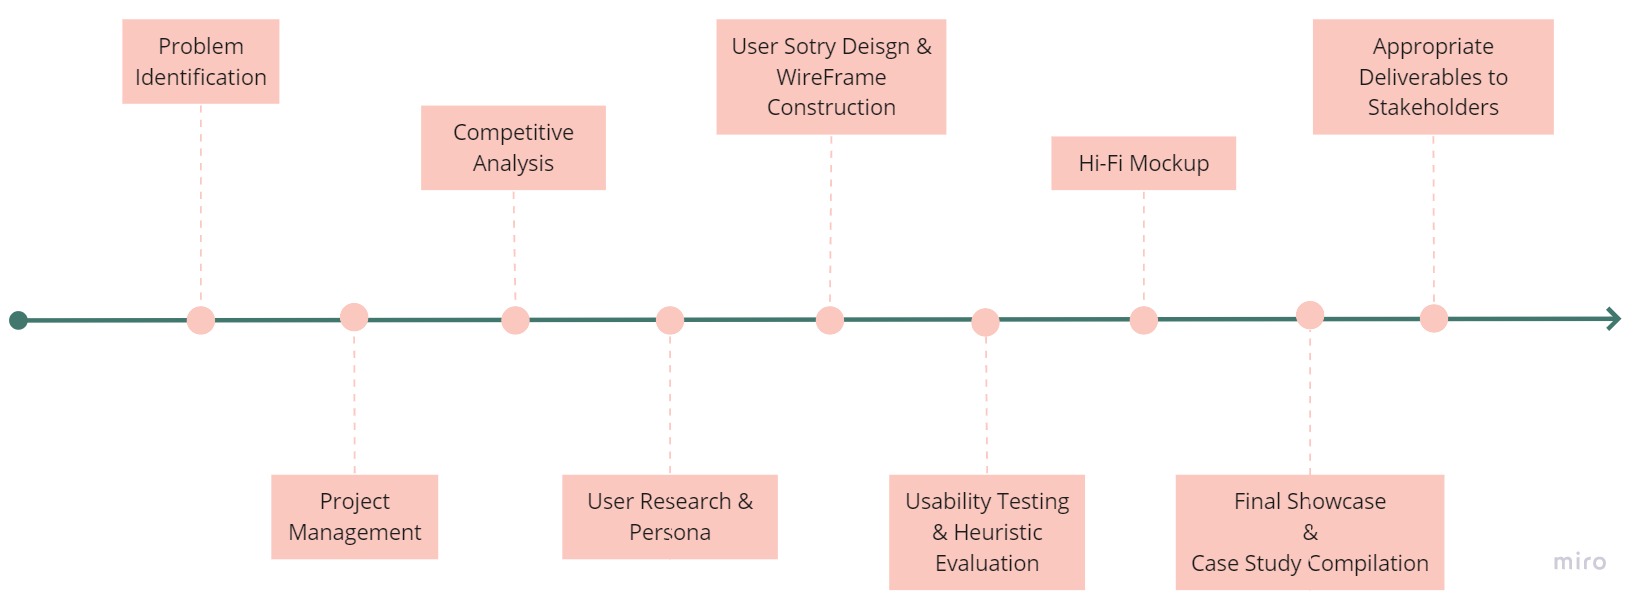 Problem
Identification
Project
Management
Competitive
Analysis
User Research &
Persona
User Sotry Deisgn &
WireFrame
Construction
Usability Testing
& Heuristic
Evaluation
Hi-Fi Mockup
Final Showcase
&
Case Study Compilation
Appropriate
Deliverables to
Stakeholders
miro